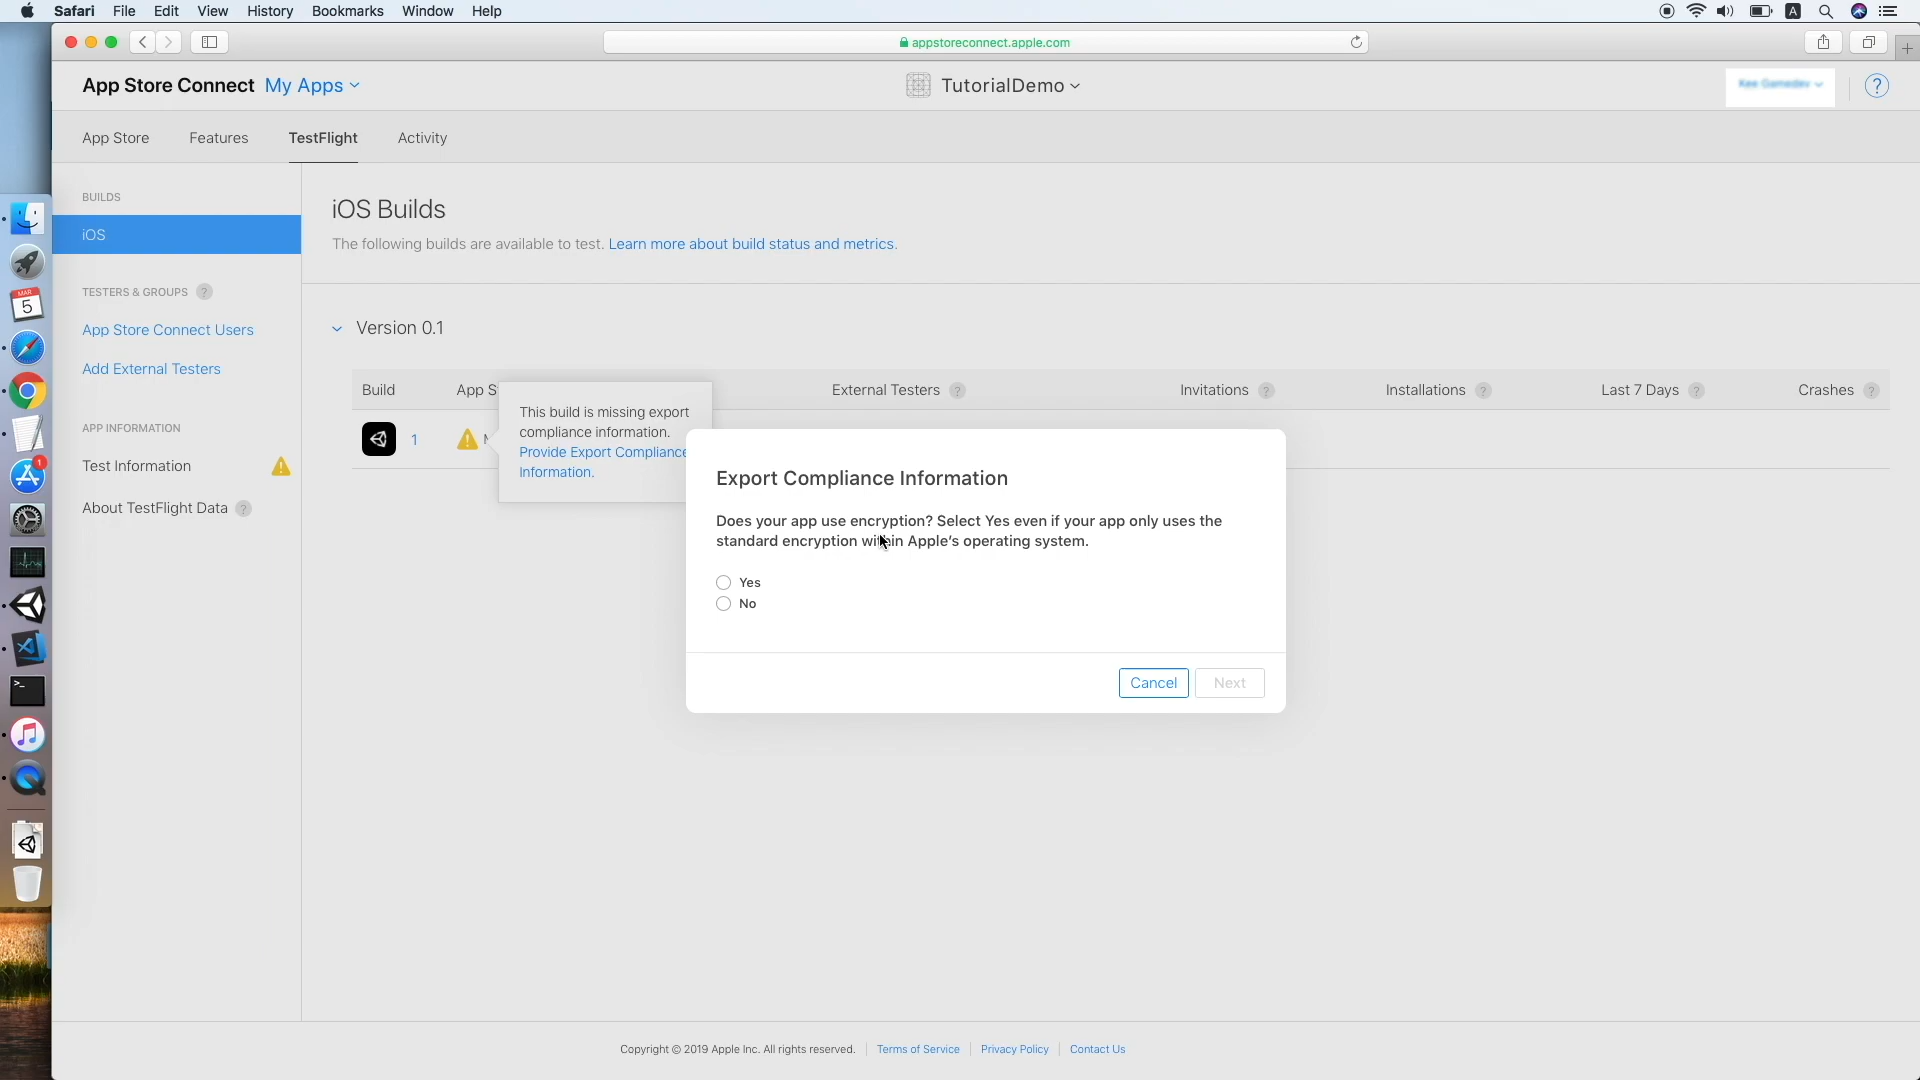 Safari File Edit View History Bookmarks Window Help
A
appstoreconnect.apple.com
App Store Connect My Apps
TutorialDemo
Kee Gamedev
?
App Store Features TestFlight Activity
BUILDS
iOS
TESTERS & GROUPS ?
App Store Connect Users
Add External Testers
APP INFORMATION
Test Information
About TestFlight Data ?
iOS Builds
The following builds are available to test. Learn more about build status and metrics.
Version 0.1
Build App S External Testers ? Invitations ? Installations ? Last 7 Days ? Crashes ?
1
This build is missing export
compliance information.
Provide Export Compliance
Information.
Export Compliance Information
Does your app use encryption? Select Yes even if your app only uses the
standard encryption within Apple's operating system.
Yes
No
Cancel Next
MAR
5
1
Copyright © 2019 Apple Inc. All rights reserved. Terms of Service Privacy Policy Contact Us